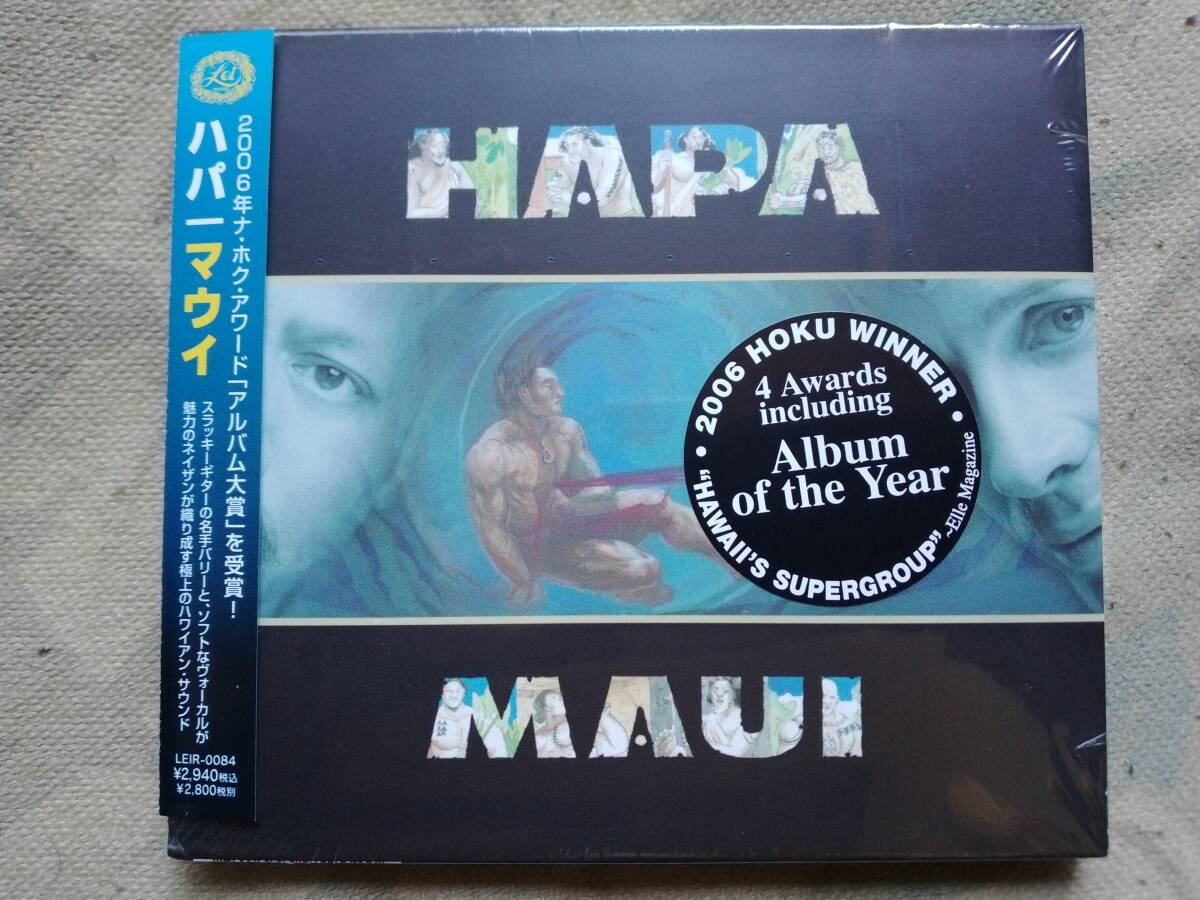 Lei
ハパーマウイ
2006年ナ・ホク・アワード「アルバム大賞」を受賞！
スラッキーギターの名手バリーと、ソフトなヴォーカルが
魅力のネイザンが織り成す極上のハワイアン・サウンド
LEIR-0084
¥2,940税込
¥2,800税別
HAPA
• 2006 HOKU WINNER •
4 Awards
including
Album
of the Year
"HAWAII'S SUPERGROUP"
~Elle Magazine
MAUI